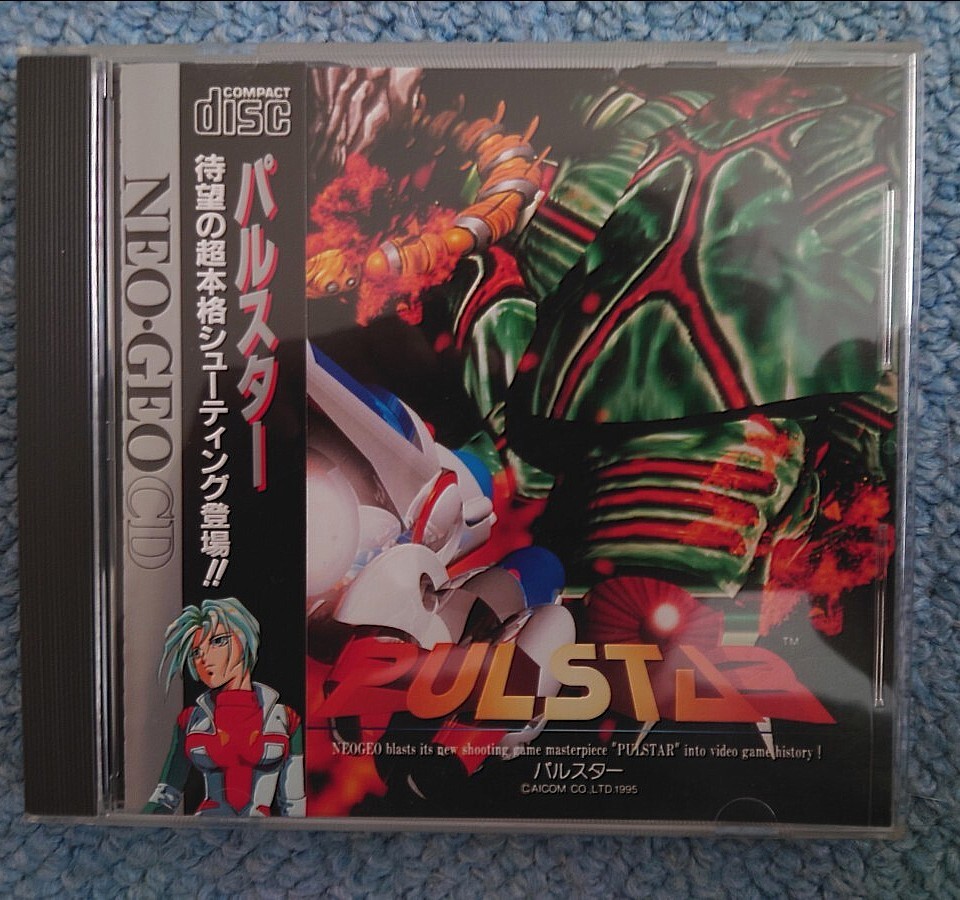 NEO·GEO CD
COMPACT
disc
パルスター
待望の超本格シューティング登場!!
PULSTAR
TM
NEOGEO blasts its new shooting game masterpiece "PULSTAR" into video game history !
パルスター
©AICOM CO.,LTD.1995